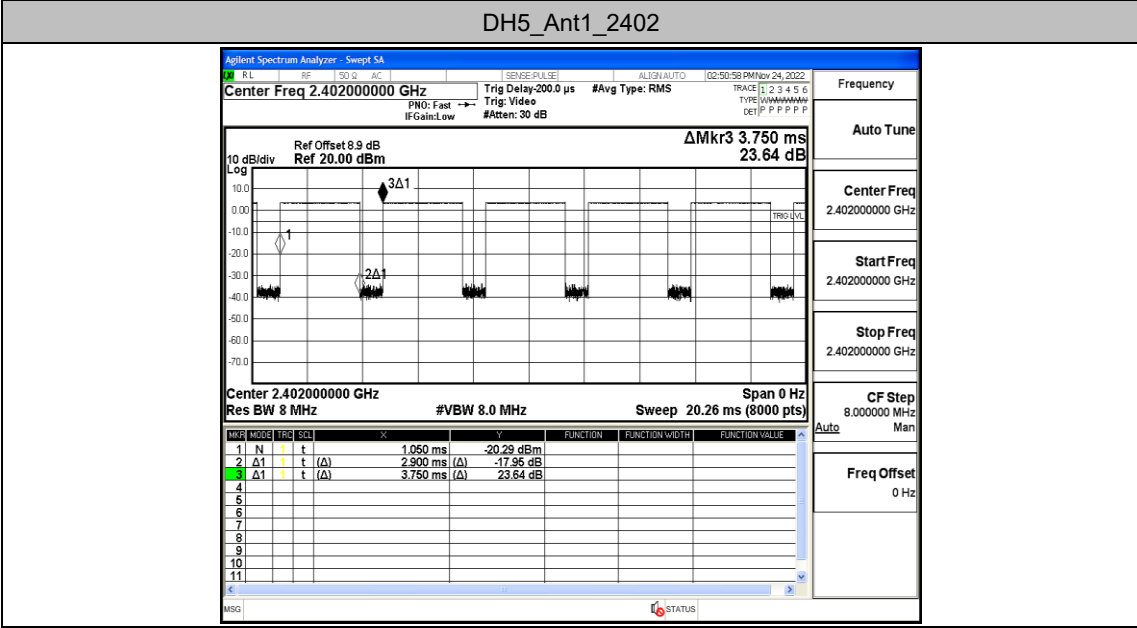 DH5_Ant1_2402
Agilent Spectrum Analyzer - Swept SA
RL RF 50 Ω AC SENSE:PULSE ALIGN AUTO 02:50:58 PM Nov 24, 2022
Center Freq 2.402000000 GHz
PNO: Fast
IFGain:Low
Trig Delay-200.0 µs #Avg Type: RMS
Trig: Video
#Atten: 30 dB
TRACE 1 2 3 4 5 6
TYPE
DET P P P P P P
Frequency
Auto Tune
Center Freq
2.402000000 GHz
Start Freq
2.402000000 GHz
Stop Freq
2.402000000 GHz
CF Step
8.000000 MHz
Auto Man
Freq Offset
0 Hz
ΔMkr3 3.750 ms
23.64 dB
Ref Offset 8.9 dB
10 dB/div Ref 20.00 dBm
Log
10.0
0.00
-10.0
-20.0
-30.0
-40.0
-50.0
-60.0
-70.0
3Δ1
1
2Δ1
TRIG LVL
Center 2.402000000 GHz Span 0 Hz
Res BW 8 MHz #VBW 8.0 MHz Sweep 20.26 ms (8000 pts)
MKR MODE TRC SCL X Y FUNCTION FUNCTION WIDTH FUNCTION VALUE
1 N 1 t 1.050 ms -20.29 dBm
2 Δ1 1 t (Δ) 2.900 ms (Δ) -17.95 dB
3 Δ1 1 t (Δ) 3.750 ms (Δ) 23.64 dB
4
5
6
7
8
9
10
11
MSG STATUS